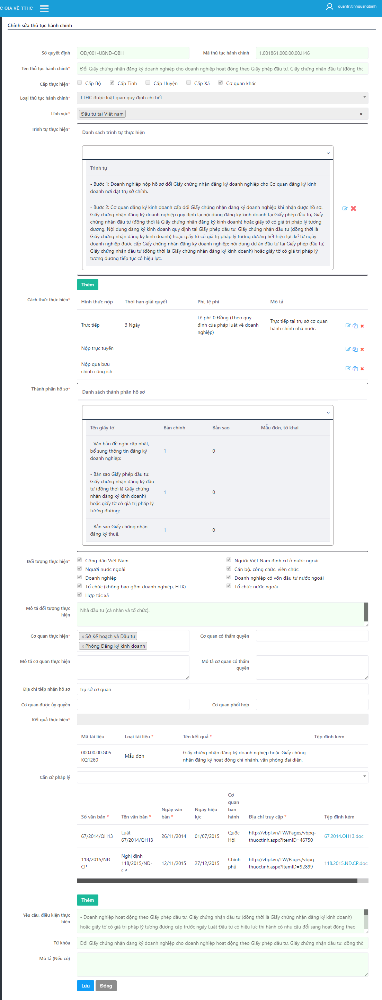 C GIA VỀ TTHC
quantri.tinhquangbinh
Chỉnh sửa thủ tục hành chính
Số quyết định
QĐ/001-UBND-QBH
Mã thủ tục hành chính
1.001861.000.00.00.H46
Tên thủ tục hành chính*
Đổi Giấy chứng nhận đăng ký doanh nghiệp cho doanh nghiệp hoạt động theo Giấy phép đầu tư, Giấy chứng nhận đầu tư (đồng thờ
Cấp thực hiện*
Cấp Bộ
Cấp Tỉnh
Cấp Huyện
Cấp Xã
Cơ quan khác
Loại thủ tục hành chính*
TTHC được luật giao quy định chi tiết
Lĩnh vực*
Đầu tư tại Việt nam
×
Trình tự thực hiện*
Danh sách trình tự thực hiện
Trình tự
- Bước 1: Doanh nghiệp nộp hồ sơ đổi Giấy chứng nhận đăng ký doanh nghiệp cho Cơ quan đăng ký kinh
doanh nơi đặt trụ sở chính.
- Bước 2: Cơ quan đăng ký kinh doanh cấp đổi Giấy chứng nhận đăng ký doanh nghiệp khi nhận được hồ sơ.
Giấy chứng nhận đăng ký doanh nghiệp quy định lại nội dung đăng ký kinh doanh tại Giấy phép đầu tư, Giấy
chứng nhận đầu tư (đồng thời là Giấy chứng nhận đăng ký kinh doanh) hoặc giấy tờ có giá trị pháp lý tương
đương. Nội dung đăng ký kinh doanh quy định tại Giấy phép đầu tư, Giấy chứng nhận đầu tư (đồng thời là
Giấy chứng nhận đăng ký kinh doanh) hoặc giấy tờ có giá trị pháp lý tương đương hết hiệu lực kể từ ngày
doanh nghiệp được cấp Giấy chứng nhận đăng ký doanh nghiệp; nội dung dự án đầu tư tại Giấy phép đầu tư,
Giấy chứng nhận đầu tư (đồng thời là Giấy chứng nhận đăng ký kinh doanh) hoặc giấy tờ có giá trị pháp lý
tương đương tiếp tục có hiệu lực.
Thêm
Cách thức thực hiện*
Hình thức nộp
Thời hạn giải quyết
Phí, lệ phí
Mô tả
Trực tiếp
3 Ngày
Lệ phí: 0 Đồng (Theo quy
định của pháp luật về doanh
nghiệp)
Trực tiếp tại trụ sở cơ quan
hành chính nhà nước.
Nộp trực tuyến
Nộp qua bưu
chính công ích
Thành phần hồ sơ*
Danh sách thành phần hồ sơ
Tên giấy tờ
Bản chính
Bản sao
Mẫu đơn, tờ khai
- Văn bản đề nghị cập nhật,
bổ sung thông tin đăng ký
doanh nghiệp;
1
0
- Bản sao Giấy phép đầu tư,
Giấy chứng nhận đăng ký đầu
tư (đồng thời là Giấy chứng
nhận đăng ký kinh doanh)
hoặc giấy tờ có giá trị pháp lý
tương đương;
1
0
- Bản sao Giấy chứng nhận
đăng ký thuế.
1
0
Đối tượng thực hiện*
Công dân Việt Nam
Người Việt Nam định cư ở nước ngoài
Người nước ngoài
Cán bộ, công chức, viên chức
Doanh nghiệp
Doanh nghiệp có vốn đầu tư nước ngoài
Tổ chức (không bao gồm doanh nghiệp, HTX)
Tổ chức nước ngoài
Hợp tác xã
Mô tả đối tượng thực
hiện
Nhà đầu tư (cá nhân và tổ chức).
Cơ quan thực hiện*
× Sở Kế hoạch và Đầu tư
× Phòng Đăng ký kinh doanh
Cơ quan có thẩm quyền
Mô tả cơ quan thực hiện
Mô tả cơ quan có thẩm
quyền
Địa chỉ tiếp nhận hồ sơ
trụ sở cơ quan
Cơ quan được ủy quyền
Cơ quan phối hợp
Kết quả thực hiện*
Mã tài liệu
Loại tài liệu *
Tên kết quả *
Tệp đính kèm
000.00.00.G05-
KQ1260
Mẫu đơn
Giấy chứng nhận đăng ký doanh nghiệp hoặc Giấy chứng
nhận đăng ký hoạt động chi nhánh, văn phòng đại diện.
Căn cứ pháp lý
Số văn bản *
Tên văn bản *
Ngày văn
bản *
Ngày hiệu
lực
Cơ
quan
ban
hành
Địa chỉ truy cập *
Tệp đính kèm
67/2014/QH13
Luật
67/2014/QH13
26/11/2014
01/07/2015
Quốc
Hội
http://vbpl.vn/TW/Pages/vbpq-
thuoctinh.aspx?ItemID=46750
67.2014.QH13.doc
118/2015/NĐ-
CP
Nghị định
118/2015/NĐ-
CP
12/11/2015
27/12/2015
Chính
phủ
http://vbpl.vn/TW/Pages/vbpq-
thuoctinh.aspx?ItemID=92899
118.2015.ND.CP.doc
Thêm
Yêu cầu, điều kiện thực
hiện
- Doanh nghiệp hoạt động theo Giấy phép đầu tư, Giấy chứng nhận đầu tư (đồng thời là Giấy chứng nhận đăng ký kinh doanh)
hoặc giấy tờ có giá trị pháp lý tương đương cấp trước ngày Luật Đầu tư có hiệu lực thi hành có nhu cầu đổi sang hoạt động theo
Từ khóa
Đổi Giấy chứng nhận đăng ký doanh nghiệp cho doanh nghiệp hoạt động theo Giấy phép đầu tư, Giấy chứng nhận đầu tư, đồng thờ
Mô tả (Nếu có)
Lưu
Đóng